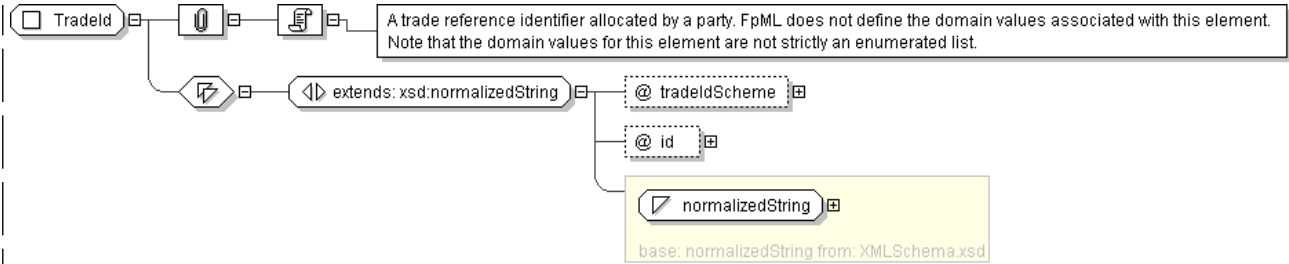 TradeId
A trade reference identifier allocated by a party. FpML does not define the domain values associated with this element.
Note that the domain values for this element are not strictly an enumerated list.
extends: xsd:normalizedString
@ tradeIdScheme
@ id
normalizedString
base: normalizedString from: XMLSchema.xsd